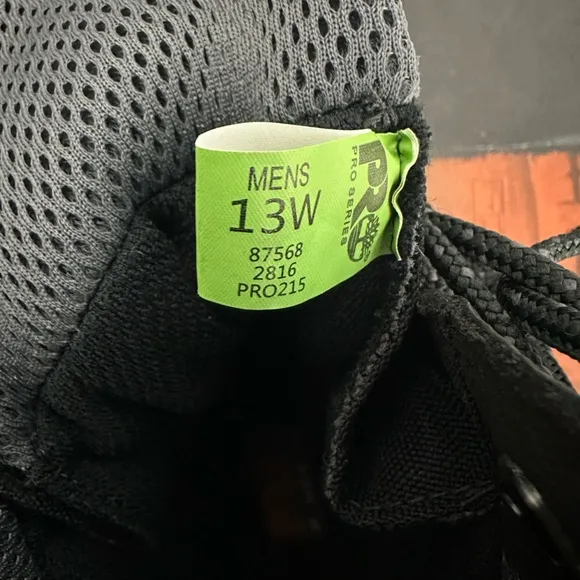 MENS
13W
87568
2816
PRO215
PRO
PRO SERIES